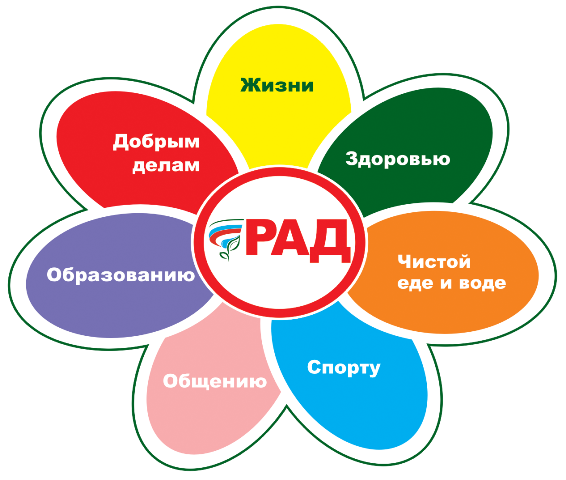 Жизни
Здоровью
Чистой
еде и воде
Спорту
Общению
Образованию
Добрым
делам
РАД